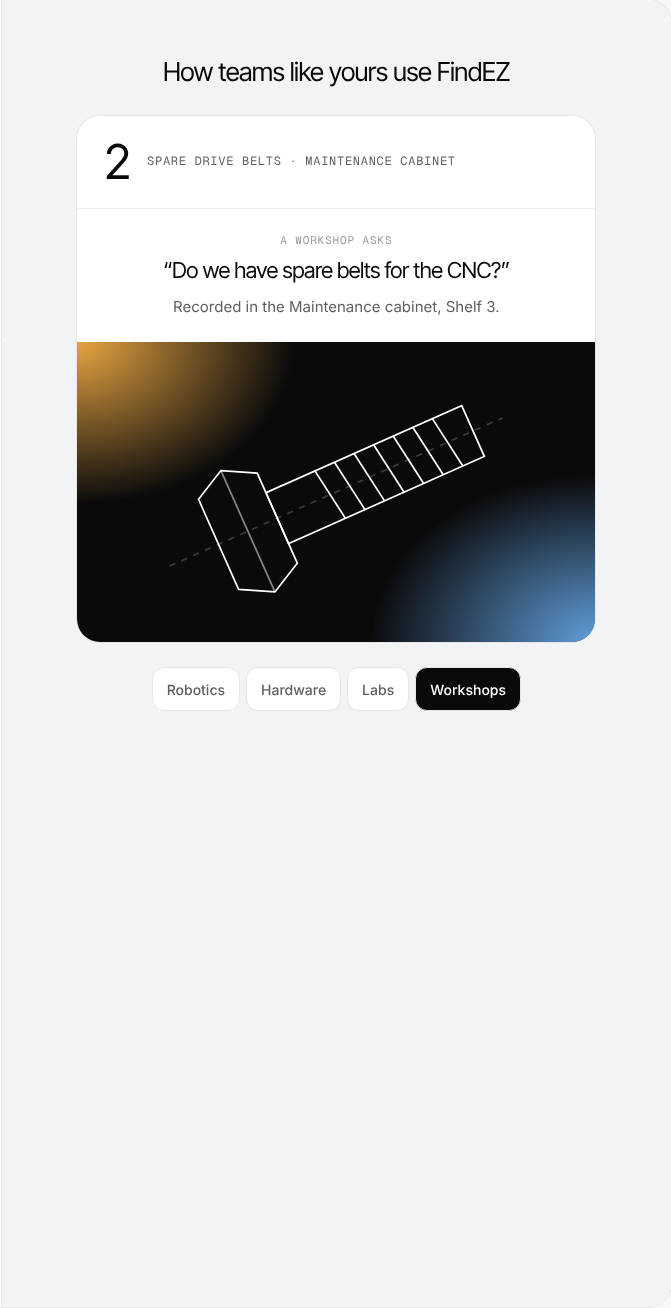 How teams like yours use FindEZ
2
SPARE DRIVE BELTS · MAINTENANCE CABINET
A WORKSHOP ASKS
“Do we have spare belts for the CNC?”
Recorded in the Maintenance cabinet, Shelf 3.
Robotics
Hardware
Labs
Workshops